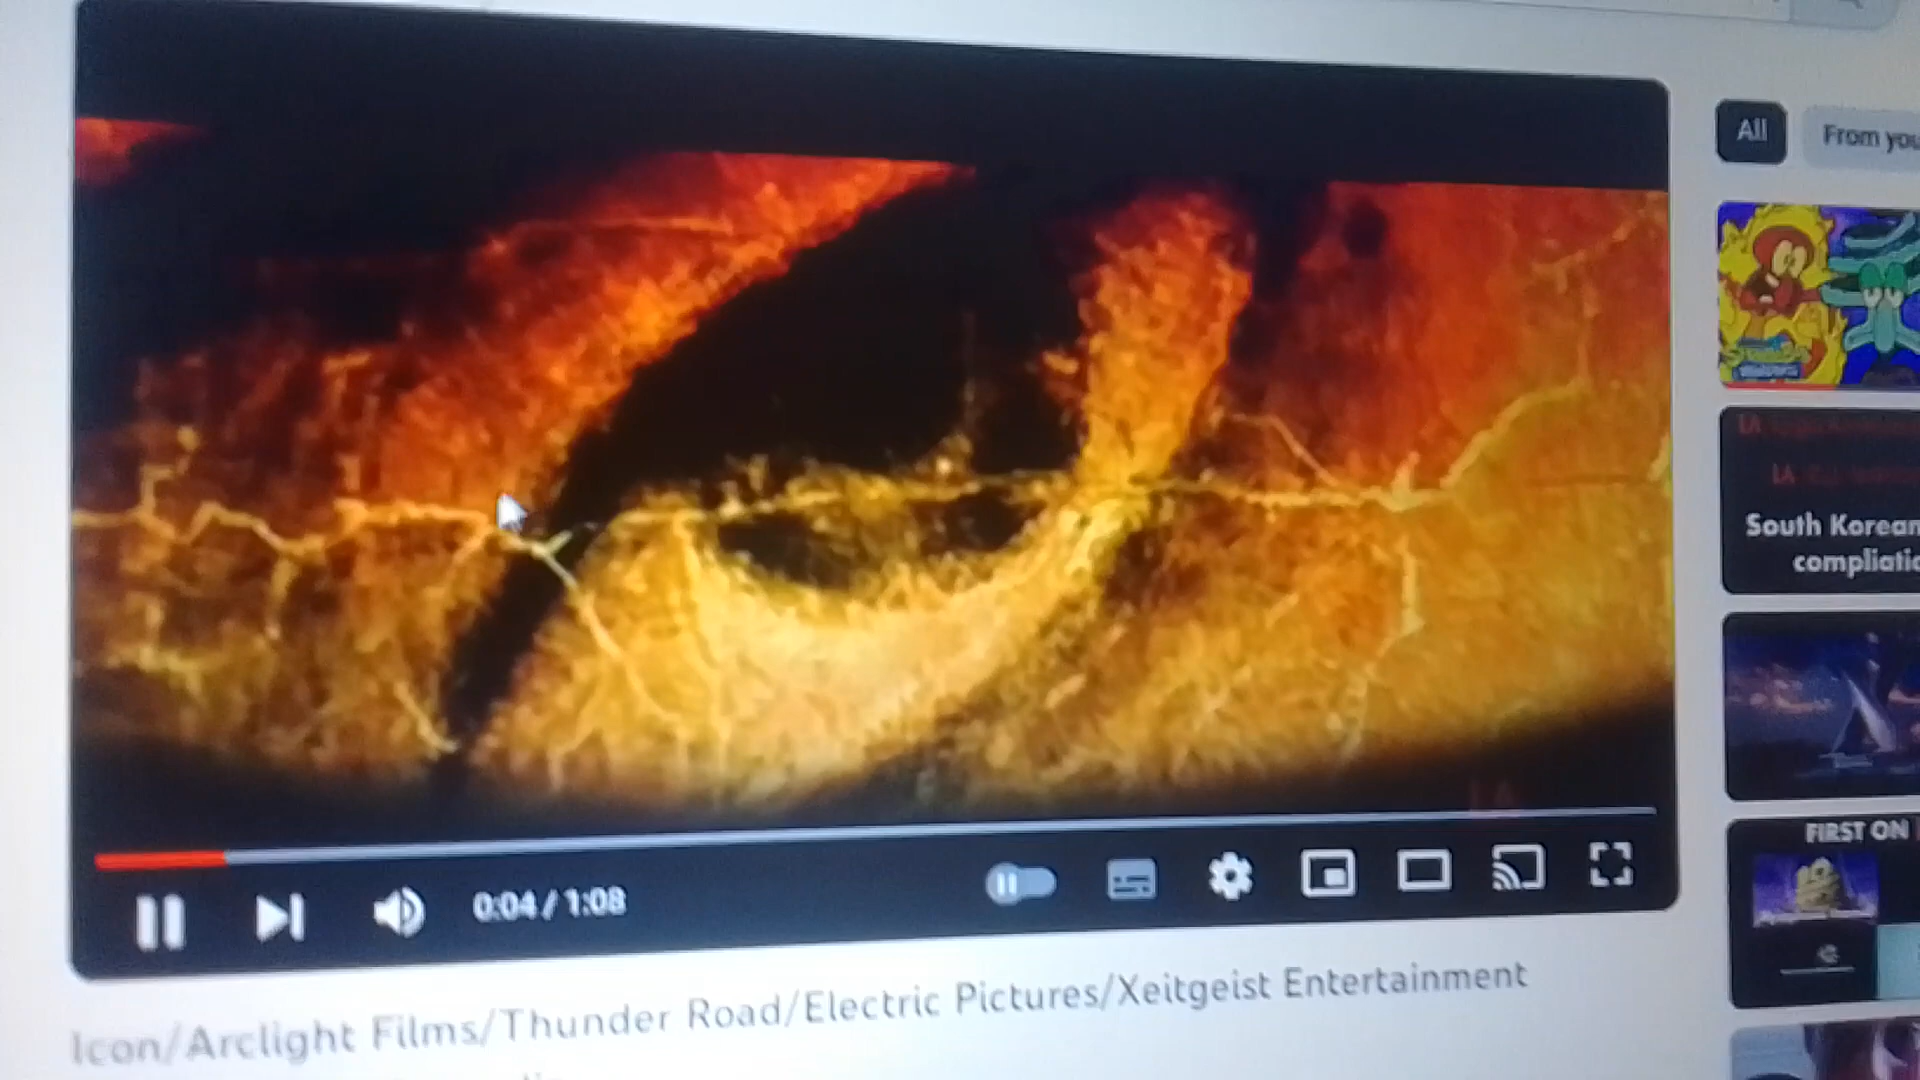 All
From you
South Korean
compliatic
FIRST ON
0:04 / 1:08
Icon/Arclight Films/Thunder Road/Electric Pictures/Xeitgeist Entertainment